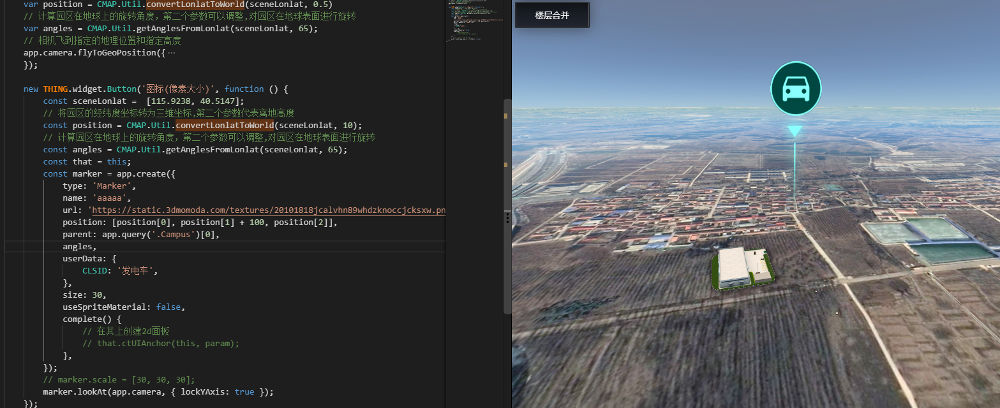 var position = CMAP.Util.convertLonlatToWorld(sceneLonlat, 0.5)
// 计算园区在地球上的旋转角度，第二个参数可以调整,对园区在地球表面进行旋转
var angles = CMAP.Util.getAnglesFromLonlat(sceneLonlat, 65);
// 相机飞到指定的地理位置和指定高度
app.camera.flyToGeoPosition({⋯
});
new THING.widget.Button('图标(像素大小)', function () {
const sceneLonlat =  [115.9238, 40.5147];
// 将园区的经纬度坐标转为三维坐标,第二个参数代表离地高度
const position = CMAP.Util.convertLonlatToWorld(sceneLonlat, 10);
// 计算园区在地球上的旋转角度，第二个参数可以调整,对园区在地球表面进行旋转
const angles = CMAP.Util.getAnglesFromLonlat(sceneLonlat, 65);
const that = this;
const marker = app.create({
type: 'Marker',
name: 'aaaaa',
url: 'https://static.3dmomoda.com/textures/20101818jcalvhn89whdzknoccjcksxw.pn
position: [position[0], position[1] + 100, position[2]],
parent: app.query('.Campus')[0],
angles,
userData: {
CLSID: '发电车',
},
size: 30,
useSpriteMaterial: false,
complete() {
// 在其上创建2d面板
// that.ctUIAnchor(this, param);
},
});
// marker.scale = [30, 30, 30];
marker.lookAt(app.camera, { lockYAxis: true });
});
楼层合并